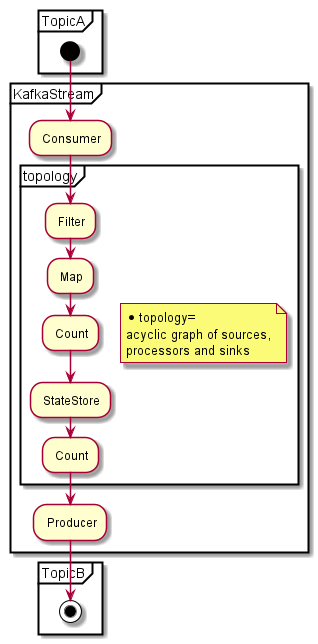 TopicA
KafkaStream
Consumer
topology
Filter
Map
Count
• topology=
acyclic graph of sources,
processors and sinks
StateStore
Count
Producer
TopicB